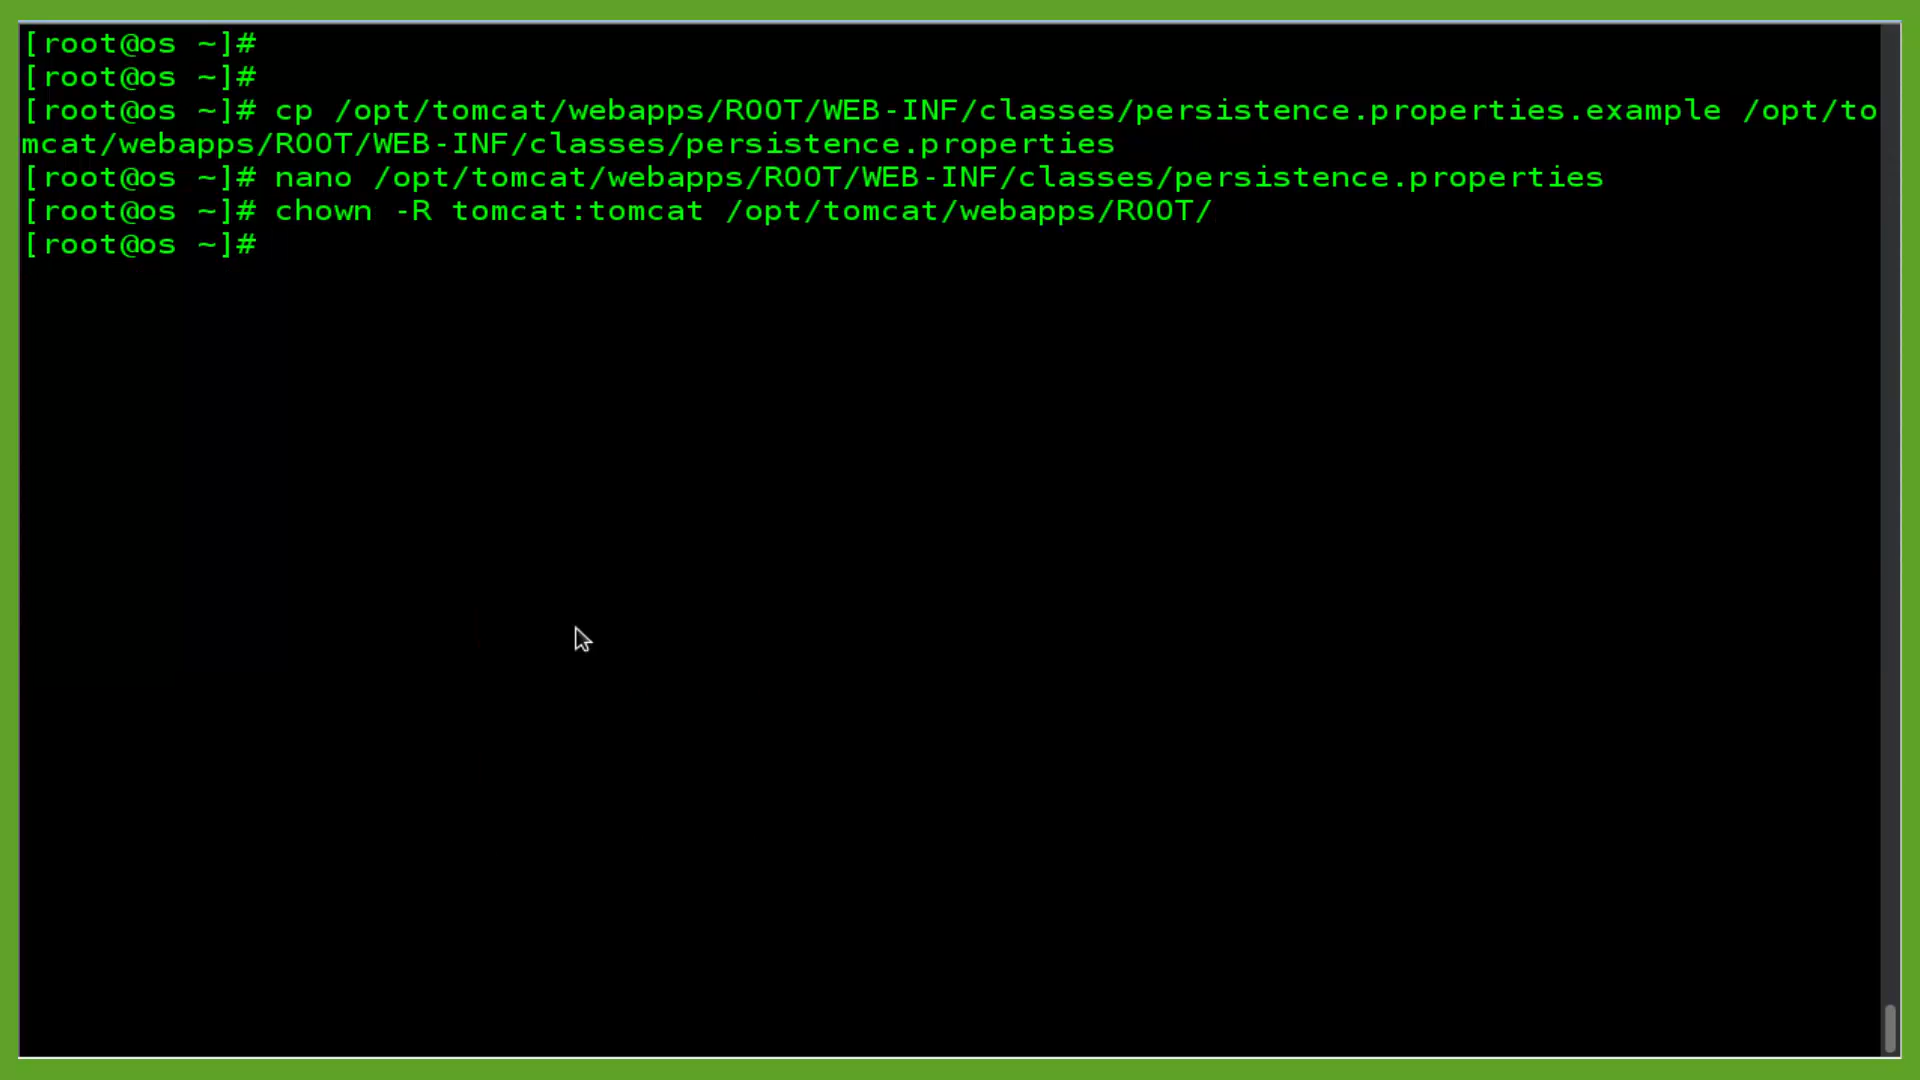 [root@os ~]#
[root@os ~]#
[root@os ~]# cp /opt/tomcat/webapps/ROOT/WEB-INF/classes/persistence.properties.example /opt/to
mcat/webapps/ROOT/WEB-INF/classes/persistence.properties
[root@os ~]# nano /opt/tomcat/webapps/ROOT/WEB-INF/classes/persistence.properties
[root@os ~]# chown -R tomcat:tomcat /opt/tomcat/webapps/ROOT/
[root@os ~]#